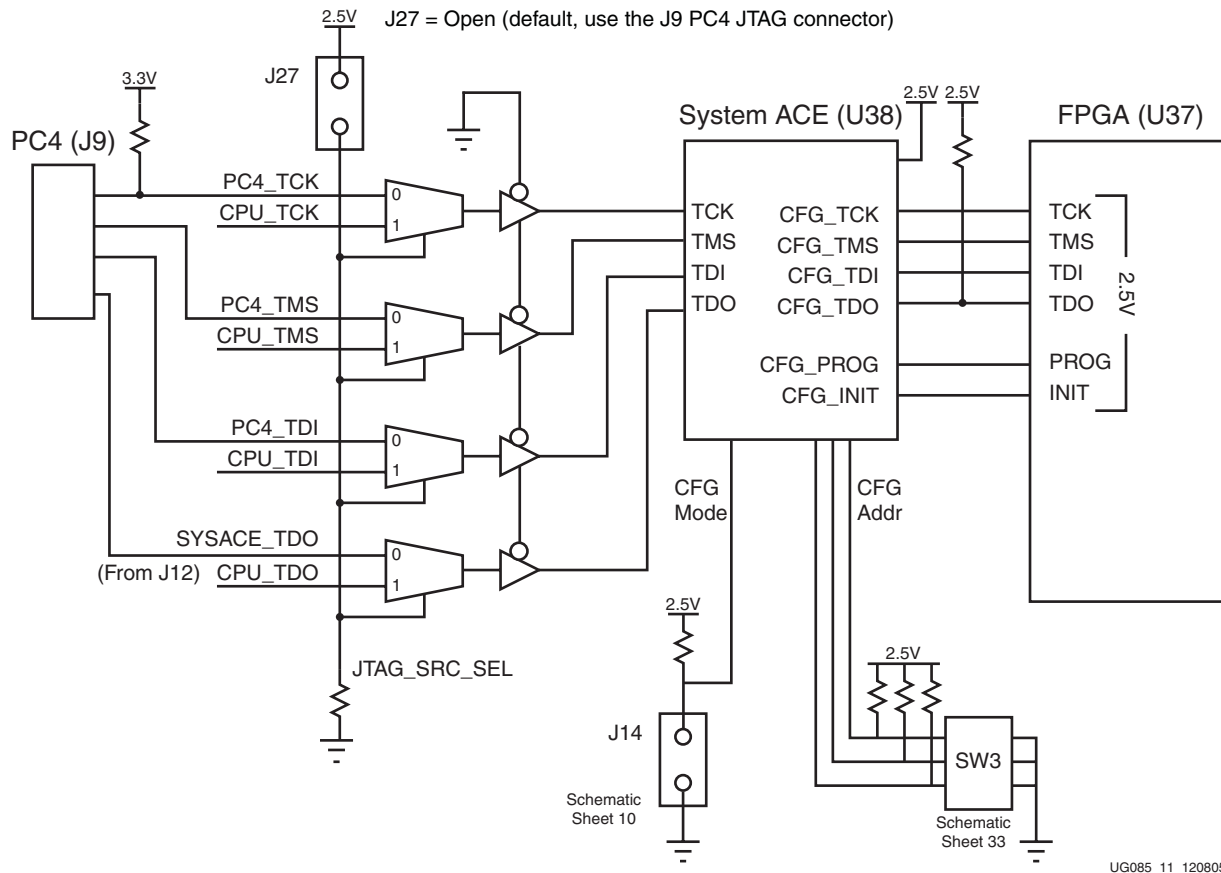 2.5V
J27 = Open (default, use the J9 PC4 JTAG connector)
J27
3.3V
PC4 (J9)
2.5V 2.5V
System ACE (U38)
FPGA (U37)
PC4_TCK
0
CPU_TCK
1
TCK
CFG_TCK
TCK
TMS
CFG_TMS
TMS
TDI
CFG_TDI
TDI
TDO
CFG_TDO
TDO
2.5V
PC4_TMS
0
CPU_TMS
1
CFG_PROG
PROG
CFG_INIT
INIT
PC4_TDI
0
CPU_TDI
1
CFG
Mode
CFG
Addr
SYSACE_TDO
0
(From J12)
CPU_TDO
1
2.5V
JTAG_SRC_SEL
2.5V
J14
SW3
Schematic
Sheet 10
Schematic
Sheet 33
UG085_11_120805